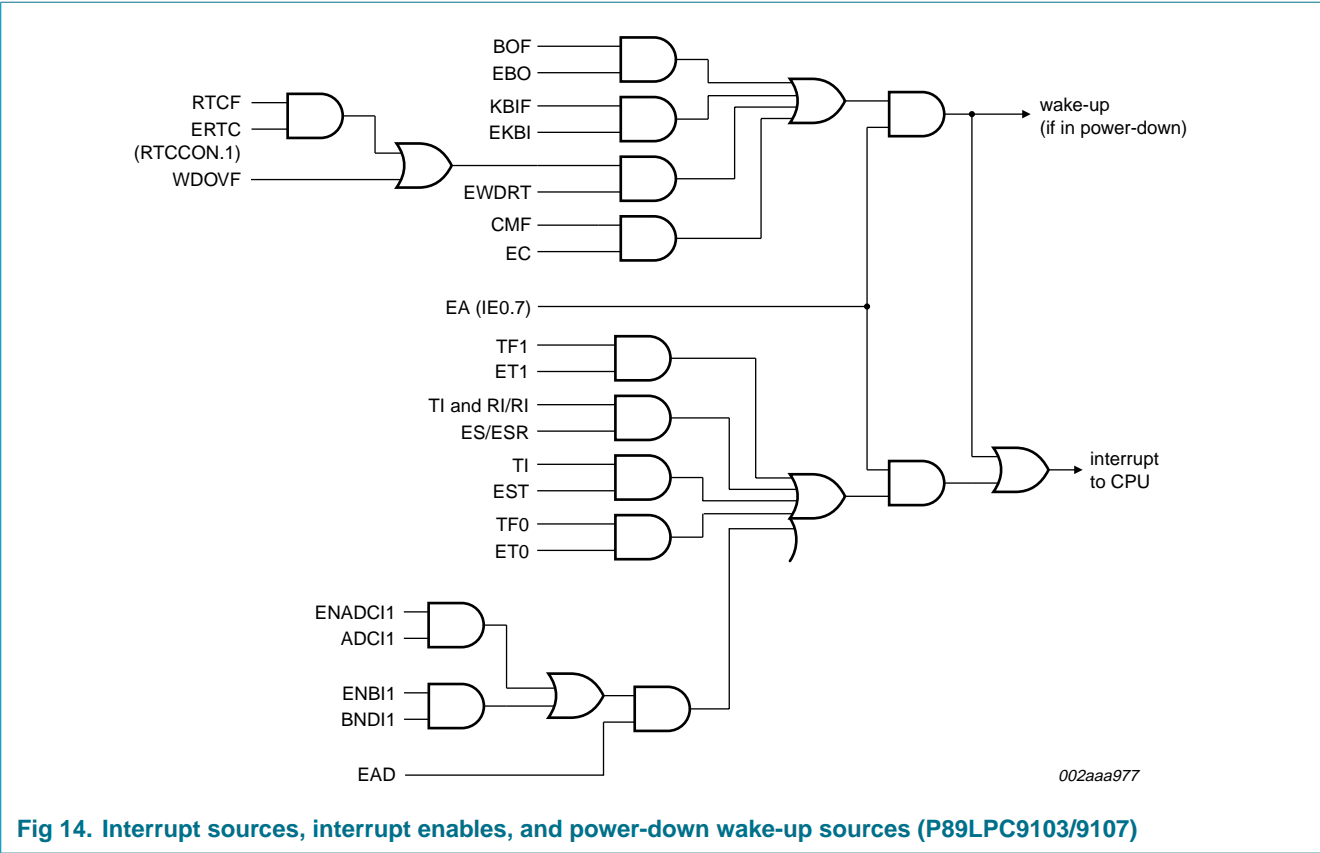 BOF
EBO
RTCF
ERTC
(RTCCON.1)
WDOVF
KBIF
EKBI
EWDRT
CMF
EC
wake-up
(if in power-down)
EA (IE0.7)
TF1
ET1
TI and RI/RI
ES/ESR
TI
EST
TF0
ET0
interrupt
to CPU
ENADCI1
ADCI1
ENBI1
BNDI1
EAD
002aaa977
Fig 14. Interrupt sources, interrupt enables, and power-down wake-up sources (P89LPC9103/9107)